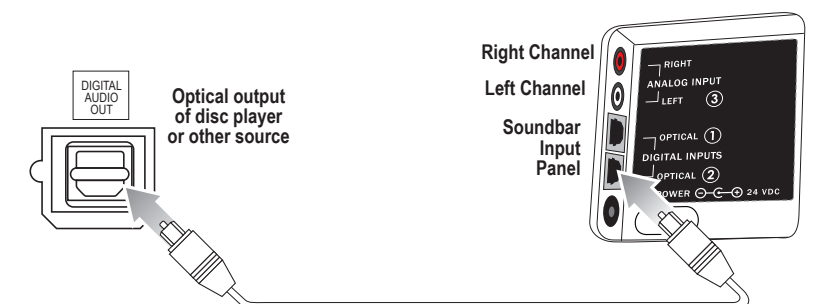 DIGITAL
AUDIO
OUT
Optical output
of disc player
or other source
Right Channel
Left Channel
Soundbar
Input
Panel
RIGHT
ANALOG INPUT
LEFT 3
OPTICAL 1
DIGITAL INPUTS
OPTICAL 2
POWER - + 24 VDC